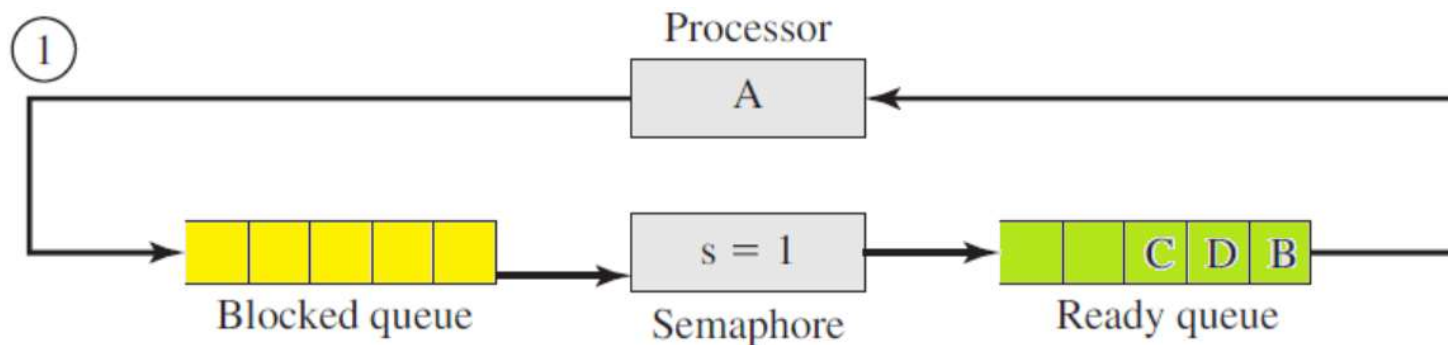 1
Processor
A
s = 1
C D B
Blocked queue
Semaphore
Ready queue